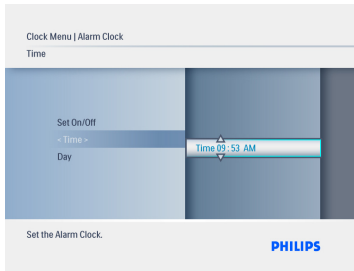 Clock Menu | Alarm Clock
Time
Set On/Off
< Time >
Day
Time 09 : 53 AM
Set the Alarm Clock.
PHILIPS